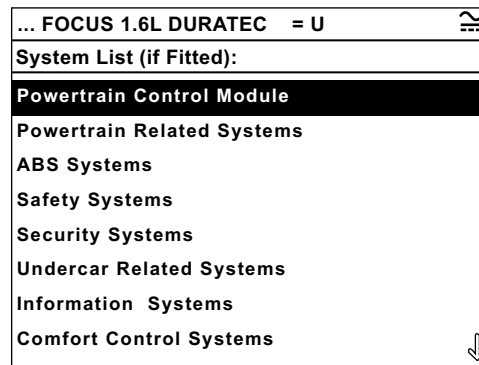 ... FOCUS 1.6L DURATEC = U
System List (if Fitted):
Powertrain Control Module
Powertrain Related Systems
ABS Systems
Safety Systems
Security Systems
Undercar Related Systems
Information Systems
Comfort Control Systems